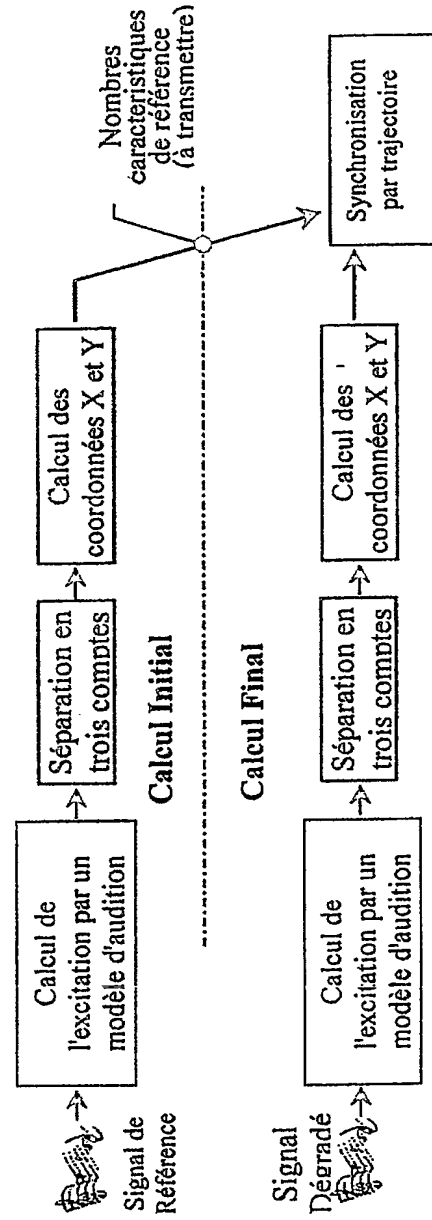 Signal de
Référence
Calcul de
l'excitation par un
modèle d'audition
Séparation en
trois comptes
Calcul des
coordonnées X et Y
Nombres
caractéristiques
de référence
(à transmettre)
Calcul Initial
Calcul Final
Signal
Dégradé
Calcul de
l'excitation par un
modèle d'audition
Séparation en
trois comptes
Calcul des
coordonnées X et Y
Synchronisation
par trajectoire